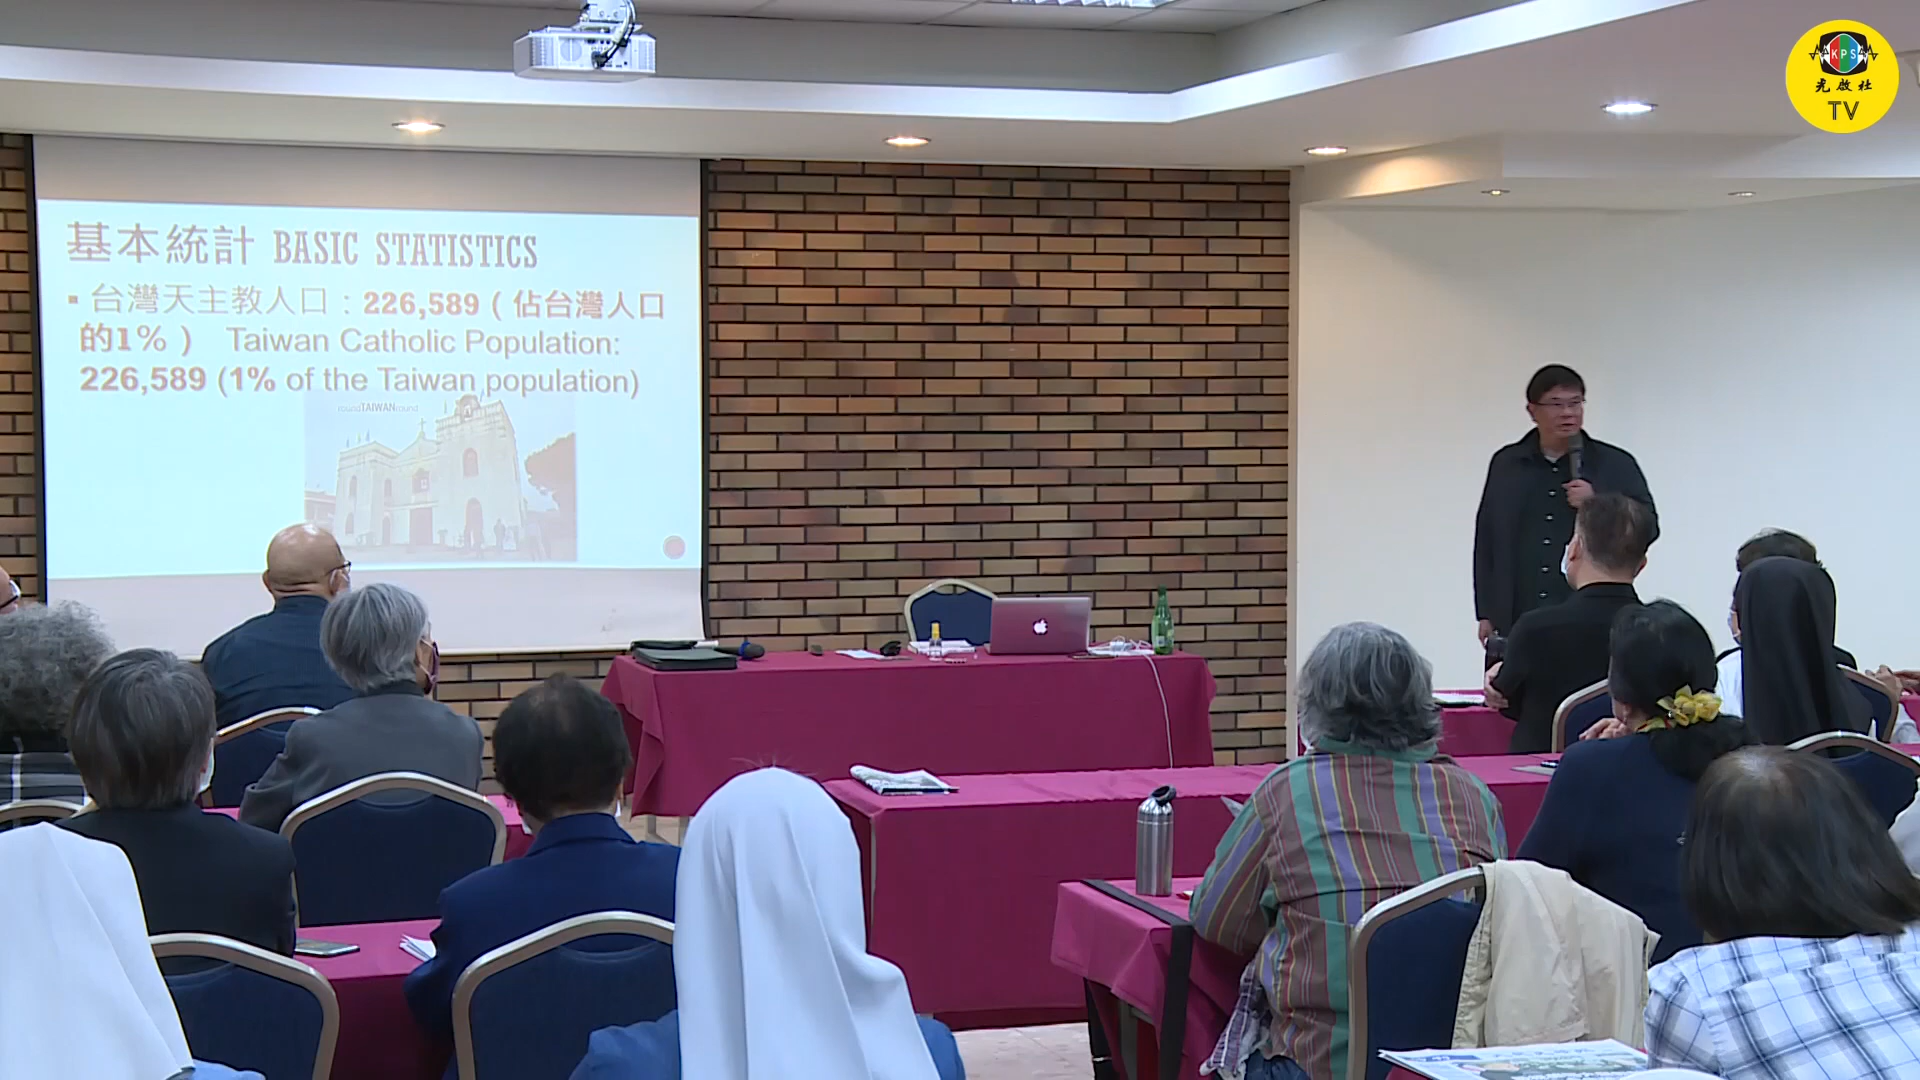 基本統計 BASIC STATISTICS
▪ 台灣天主教人口：226,589（佔台灣人口
的1%） Taiwan Catholic Population:
226,589 (1% of the Taiwan population)
roundTAIWANround
KPS
光啟社
TV